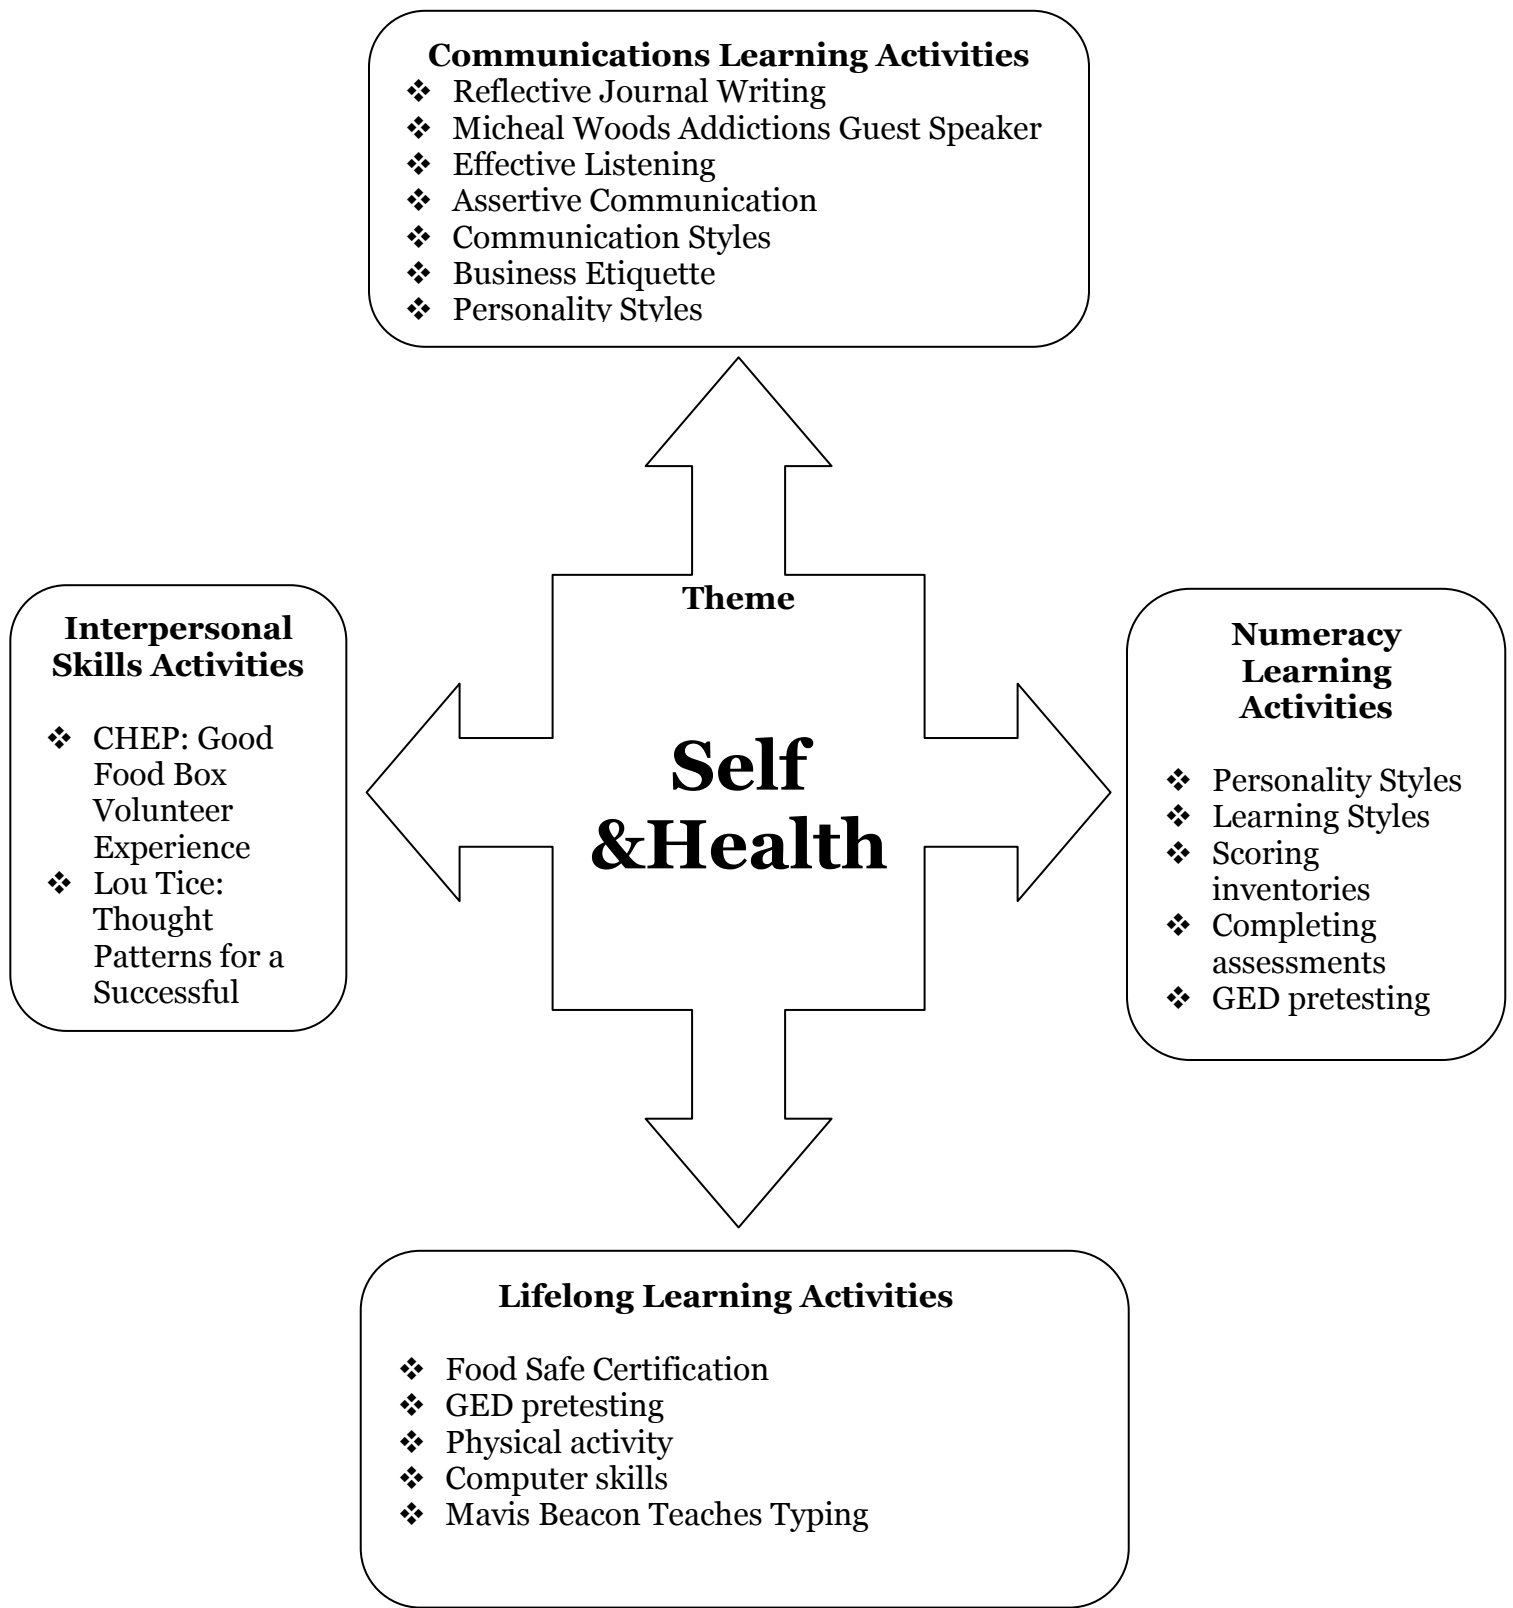 Communications Learning Activities
❖ Reflective Journal Writing
❖ Micheal Woods Addictions Guest Speaker
❖ Effective Listening
❖ Assertive Communication
❖ Communication Styles
❖ Business Etiquette
❖ Personality Styles
Theme
Self
&Health
Interpersonal
Skills Activities
❖ CHEP: Good
Food Box
Volunteer
Experience
❖ Lou Tice:
Thought
Patterns for a
Successful
Numeracy
Learning
Activities
❖ Personality Styles
❖ Learning Styles
❖ Scoring
inventories
❖ Completing
assessments
❖ GED pretesting
Lifelong Learning Activities
❖ Food Safe Certification
❖ GED pretesting
❖ Physical activity
❖ Computer skills
❖ Mavis Beacon Teaches Typing